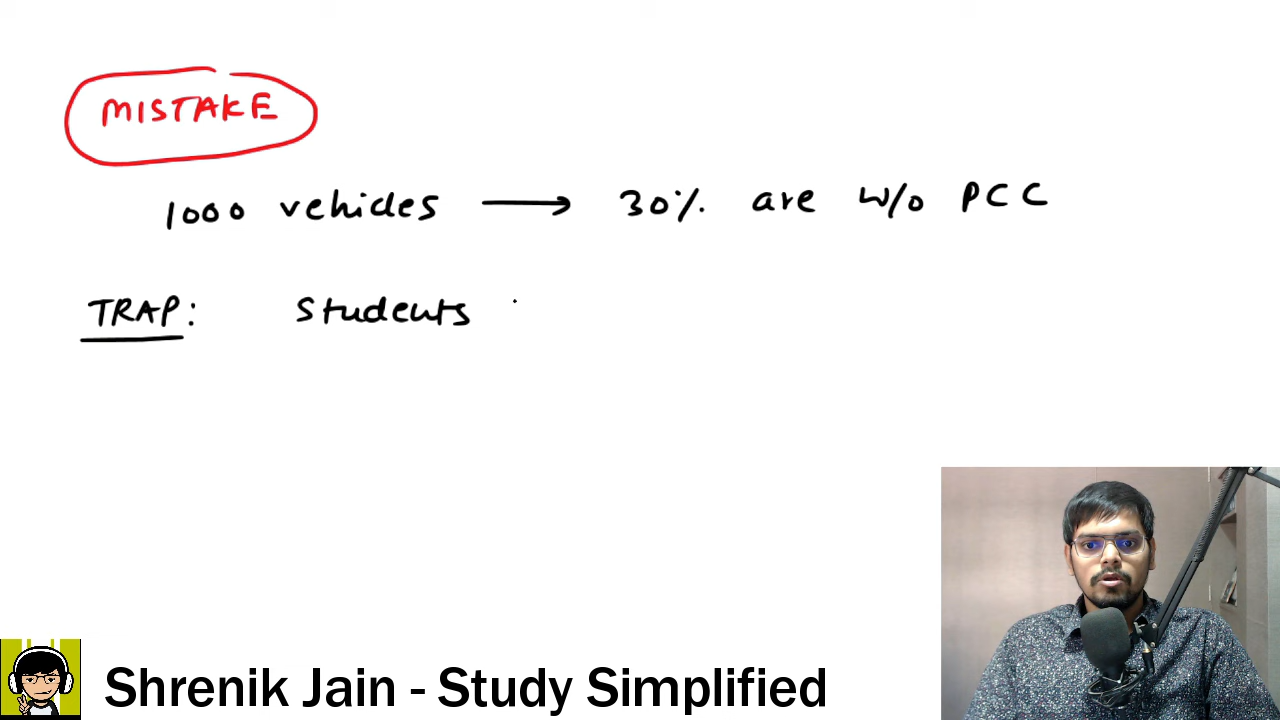 MISTAKE
1000 vehicles → 30% are w/o PCC
TRAP: Students
Shrenik Jain - Study Simplified